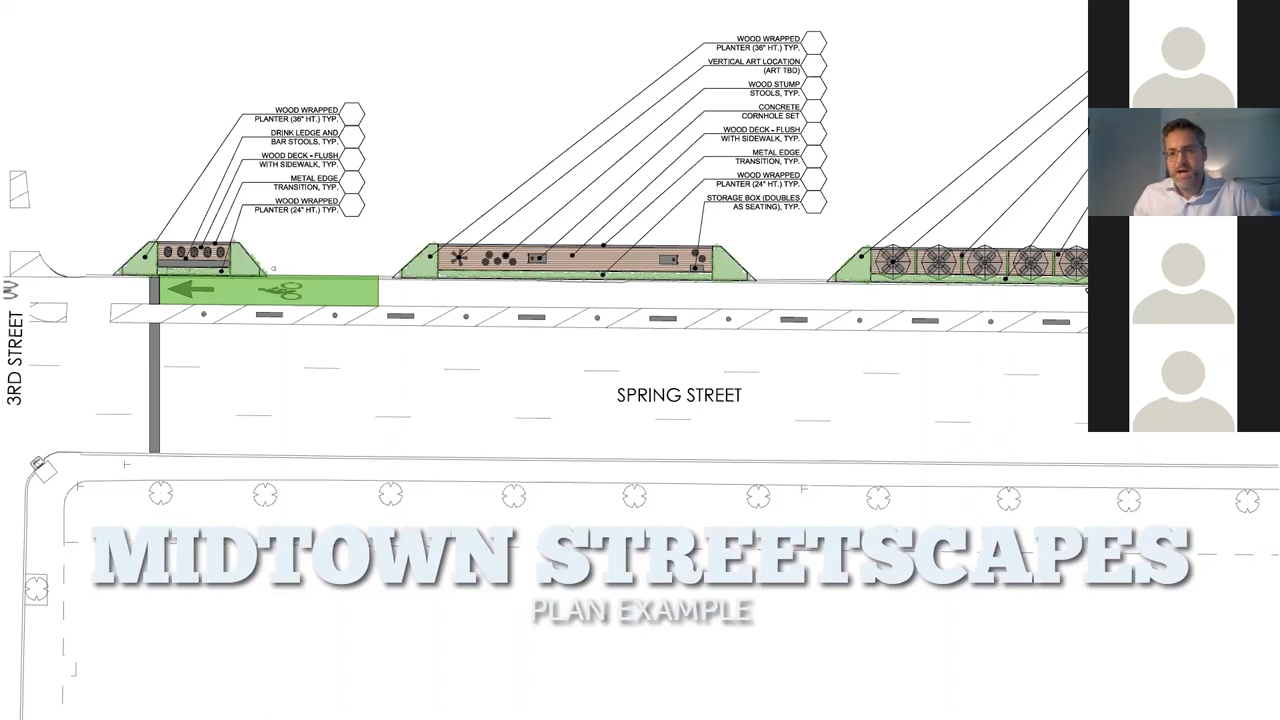 WOOD WRAPPED
PLANTER (36" HT.) TYP.
DRINK LEDGE AND
BAR STOOLS, TYP.
WOOD DECK - FLUSH
WITH SIDEWALK, TYP.
METAL EDGE
TRANSITION, TYP.
WOOD WRAPPED
PLANTER (24" HT.) TYP.
WOOD WRAPPED
PLANTER (36" HT.) TYP.
VERTICAL ART LOCATION
(ART TBD)
WOOD STUMP
STOOLS, TYP.
CONCRETE
CORNHOLE SET
WOOD DECK - FLUSH
WITH SIDEWALK, TYP.
METAL EDGE
TRANSITION, TYP.
WOOD WRAPPED
PLANTER (24" HT.) TYP.
STORAGE BOX (DOUBLES
AS SEATING), TYP.
3RD STREET
SPRING STREET
MIDTOWN STREETSCAPES
PLAN EXAMPLE